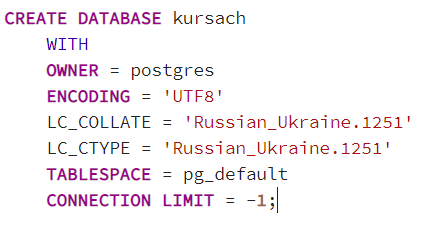 CREATE DATABASE kursach
WITH
OWNER = postgres
ENCODING = 'UTF8'
LC_COLLATE = 'Russian_Ukraine.1251'
LC_CTYPE = 'Russian_Ukraine.1251'
TABLESPACE = pg_default
CONNECTION LIMIT = -1;